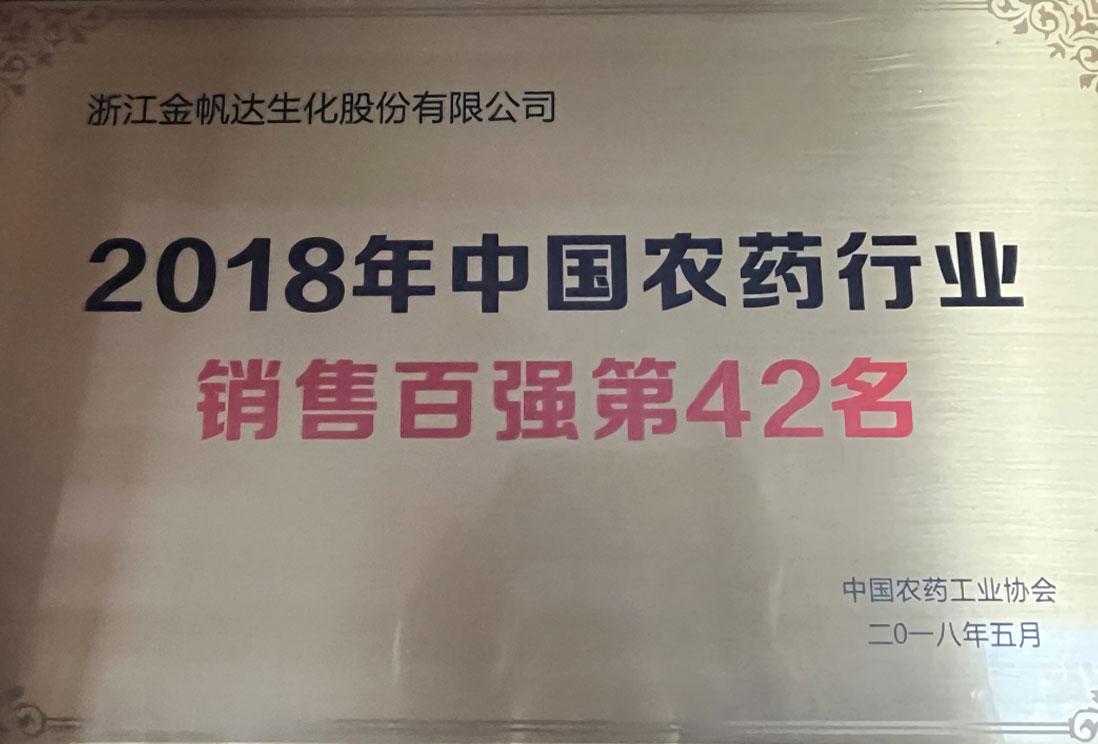 浙江金帆达生化股份有限公司
2018年中国农药行业
销售百强第42名
中国农药工业协会
二0一八年五月